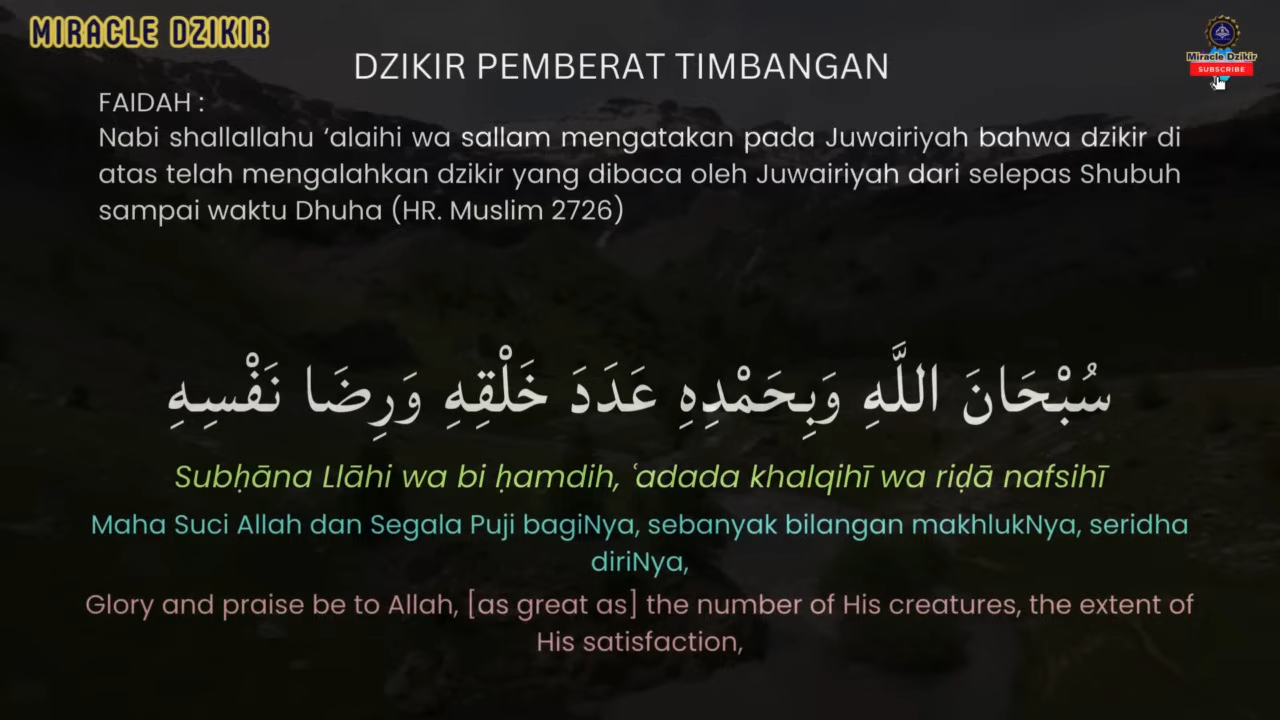 MIRACLE DZIKIR
Miracle Dzikir
SUBSCRIBE
DZIKIR PEMBERAT TIMBANGAN
FAIDAH :
Nabi shallallahu ‘alaihi wa sallam mengatakan pada Juwairiyah bahwa dzikir di
atas telah mengalahkan dzikir yang dibaca oleh Juwairiyah dari selepas Shubuh
sampai waktu Dhuha (HR. Muslim 2726)
سُبْحَانَ اللَّهِ وَبِحَمْدِهِ عَدَدَ خَلْقِهِ وَرِضَا نَفْسِهِ
Subḥāna Llāhi wa bi ḥamdih, ʿadada khalqihī wa riḍā nafsihī
Maha Suci Allah dan Segala Puji bagiNya, sebanyak bilangan makhlukNya, seridha
diriNya,
Glory and praise be to Allah, [as great as] the number of His creatures, the extent of
His satisfaction,